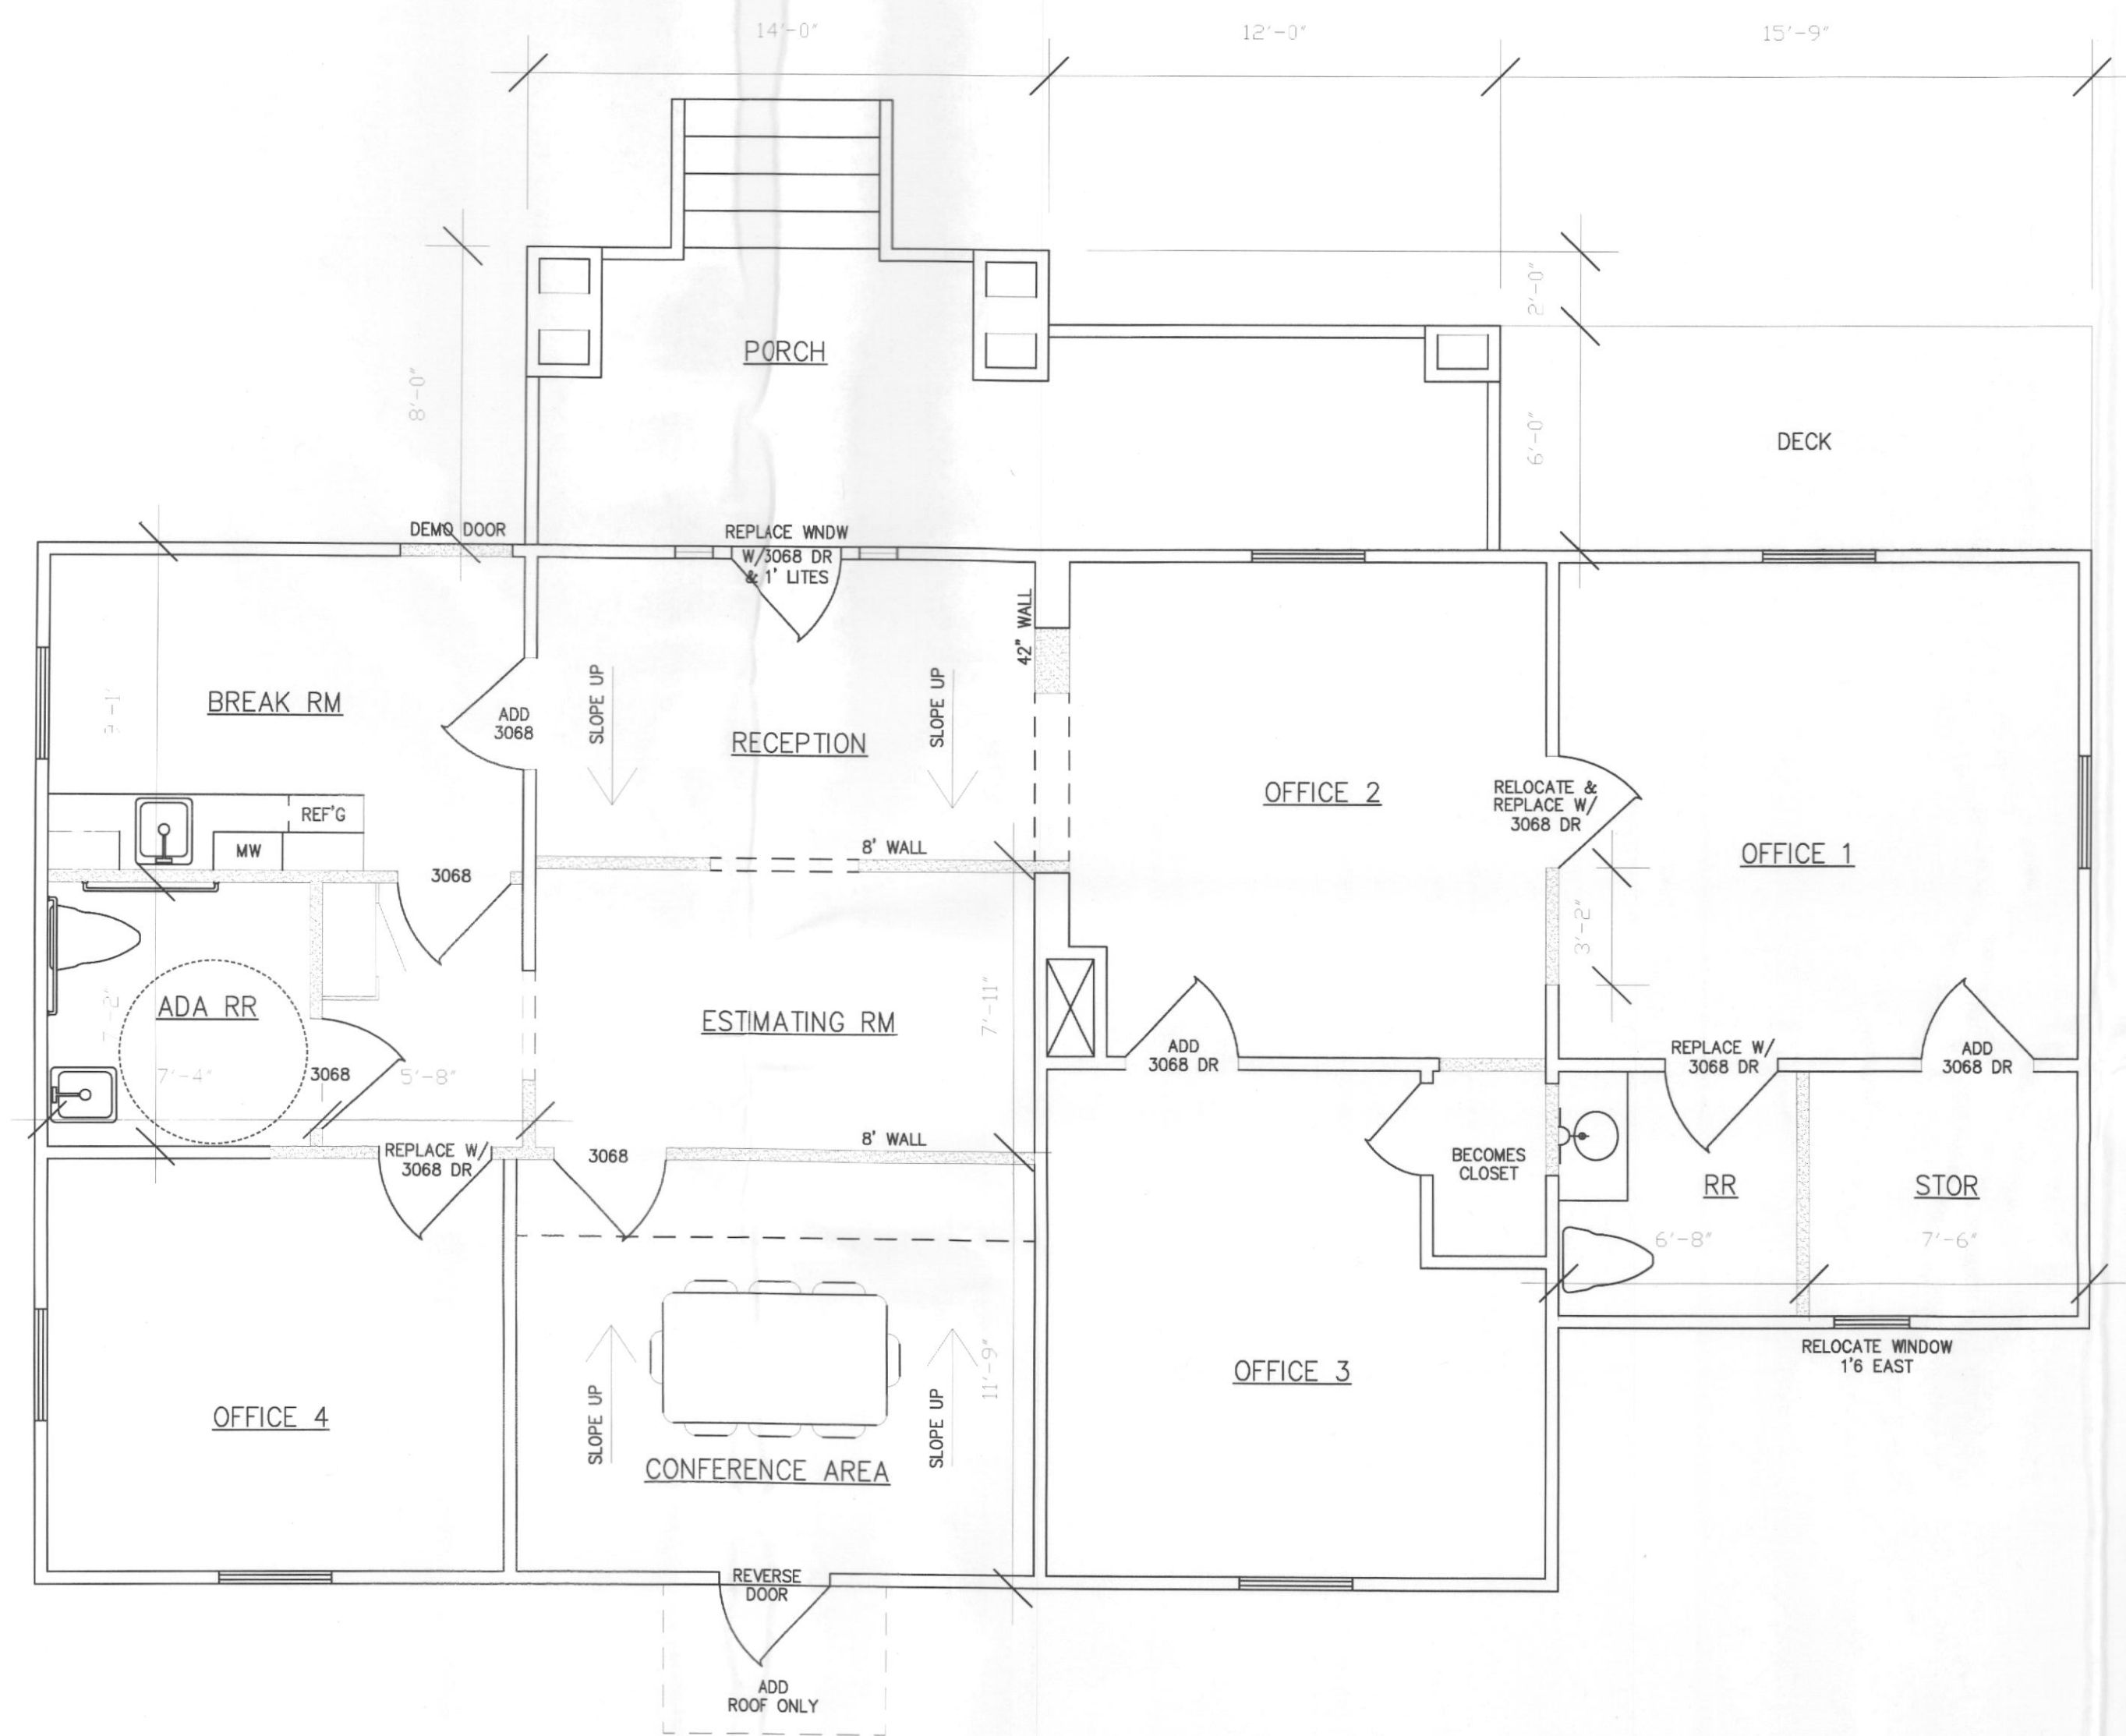 14'-0"
12'-0"
15'-9"
2'-0"
8'-0"
PORCH
6'-0"
DECK
DEMO DOOR
REPLACE WNDW
W/3068 DR
& 1' LITES
42" WALL
SLOPE UP
SLOPE UP
BREAK RM
ADD
3068
RECEPTION
OFFICE 2
RELOCATE &
REPLACE W/
3068 DR
OFFICE 1
REF'G
MW
8' WALL
3068
3'-2"
ADA RR
ESTIMATING RM
7'-11"
7'-4"
3068
5'-8"
ADD
3068 DR
REPLACE W/
3068 DR
ADD
3068 DR
8' WALL
REPLACE W/
3068 DR
3068
BECOMES
CLOSET
RR
STOR
6'-8"
7'-6"
RELOCATE WINDOW
1'6 EAST
OFFICE 3
11'-9"
SLOPE UP
SLOPE UP
OFFICE 4
CONFERENCE AREA
REVERSE
DOOR
ADD
ROOF ONLY